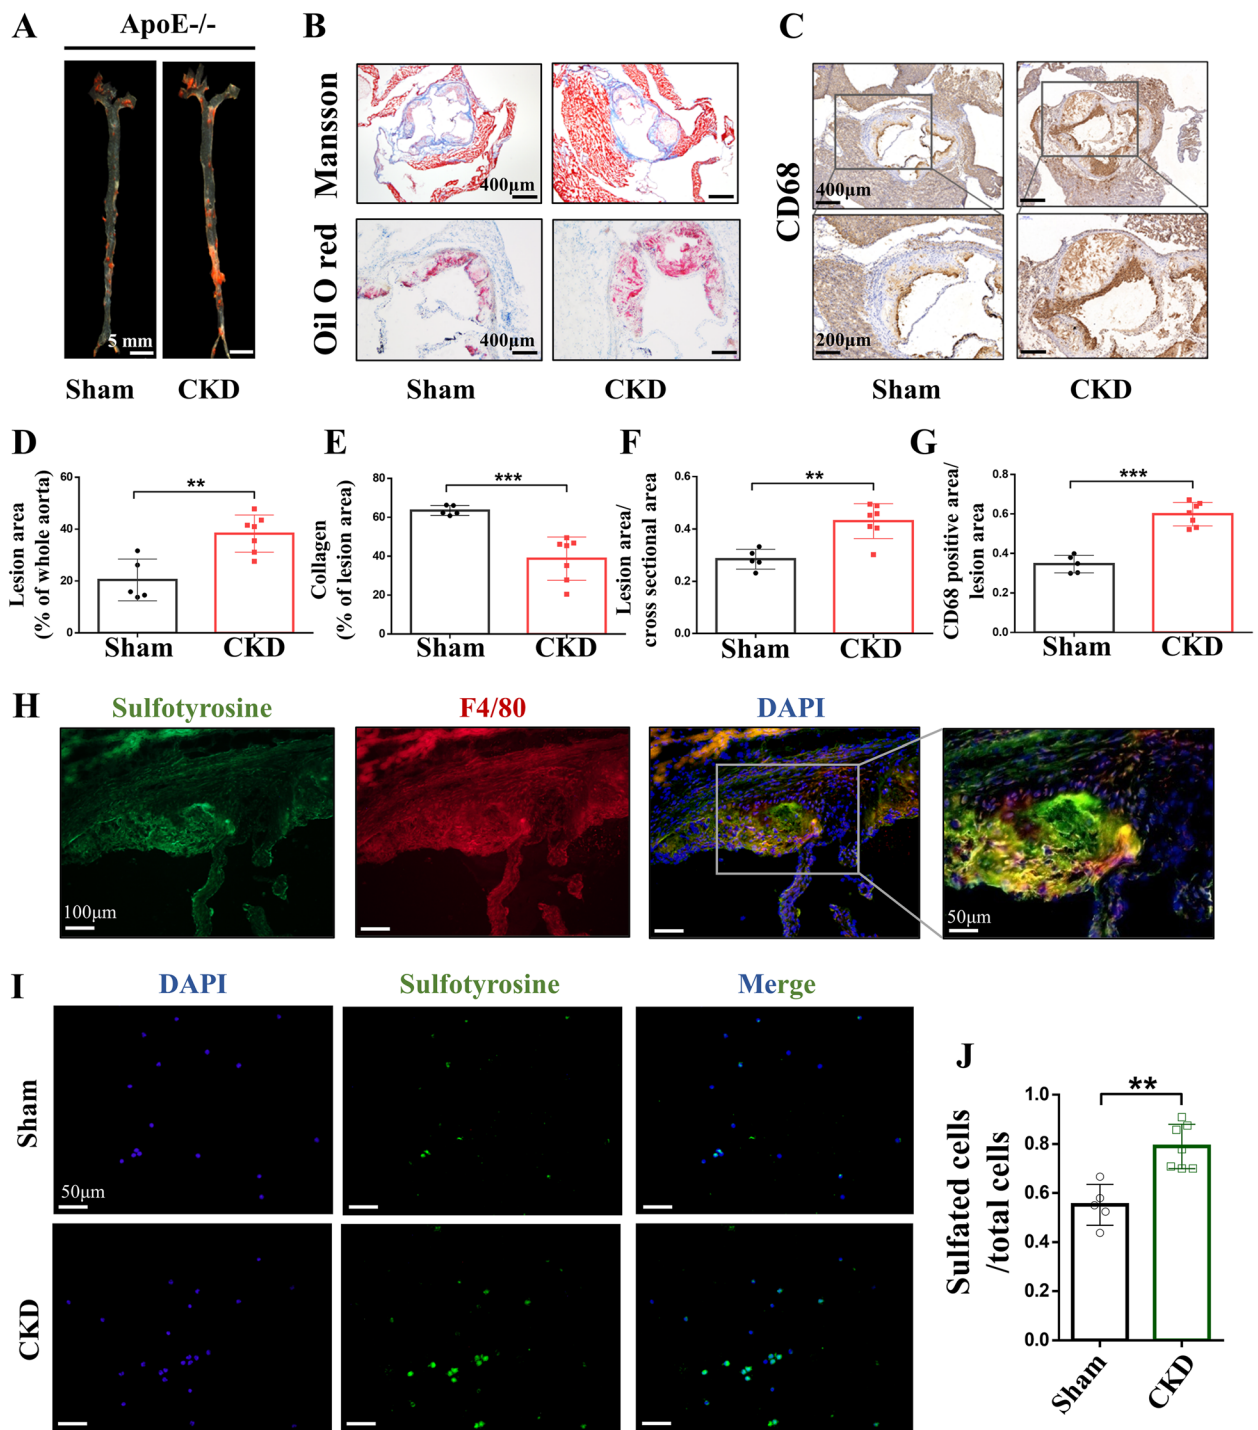 A
ApoE-/-
5 mm
Sham
CKD
B
Mansson
400μm
Oil O red
400μm
Sham
CKD
C
CD68
400μm
200μm
Sham
CKD
D
Lesion area
(% of whole aorta)
60
40
20
0
**
Sham
CKD
E
Collagen
(% of lesion area)
80
60
40
20
0
***
Sham
CKD
F
Lesion area/
cross sectional area
0.6
0.4
0.2
0.0
**
Sham
CKD
G
CD68 positive area/
lesion area
0.8
0.6
0.4
0.2
0.0
***
Sham
CKD
H
Sulfotyrosine
F4/80
DAPI
100μm
50μm
I
DAPI
Sulfotyrosine
Merge
Sham
50μm
CKD
J
Sulfated cells
/total cells
1.0
0.8
0.6
0.4
0.2
0.0
**
Sham
CKD